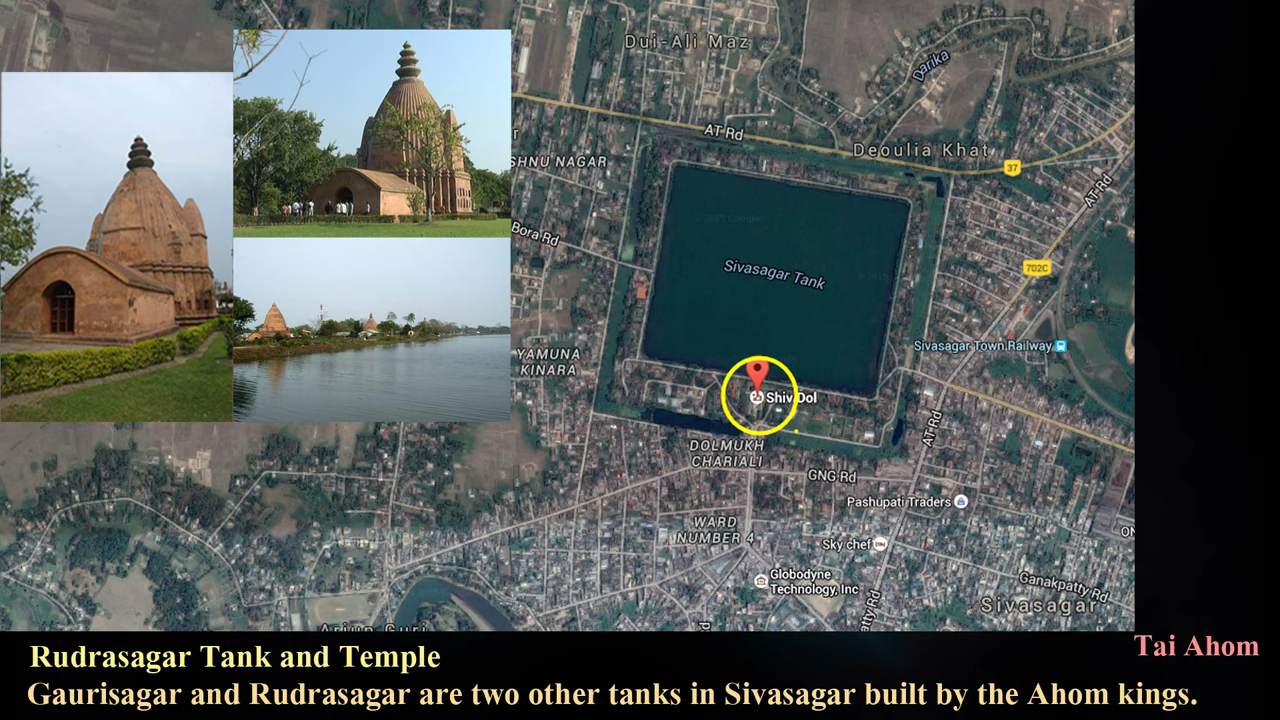 Dui-Ali Maz
Darika
AT Rd
Deoulia Khat
SHNU NAGAR
37
AT Rd
Bora Rd
Sivasagar Tank
702C
Sivasagar Town Railway
YAMUNA
KINARA
Shiv Dol
DOLMUKH
CHARIALI
AT Rd
GNG Rd
Pashupati Traders
WARD
NUMBER 4
Sky chef
ON
Globodyne
Technology, Inc
Ganakpatty Rd
Sivasagar
atty Rd
Tai Ahom
Rudrasagar Tank and Temple
Gaurisagar and Rudrasagar are two other tanks in Sivasagar built by the Ahom kings.